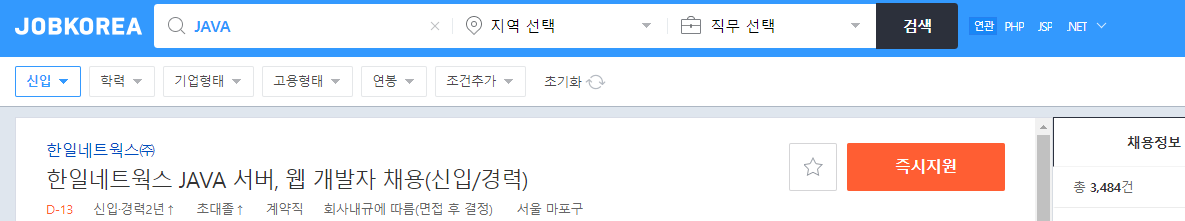 JOBKOREA JAVA 지역 선택 직무 선택 검색 연관 PHP JSP .NET
신입 학력 기업형태 고용형태 연봉 조건추가 초기화
한일네트웍스㈜
한일네트웍스 JAVA 서버, 웹 개발자 채용(신입/경력)
즉시지원
D-13 신입·경력2년↑ 초대졸↑ 계약직 회사내규에 따름(면접 후 결정) 서울 마포구
채용정보
총 3,484건